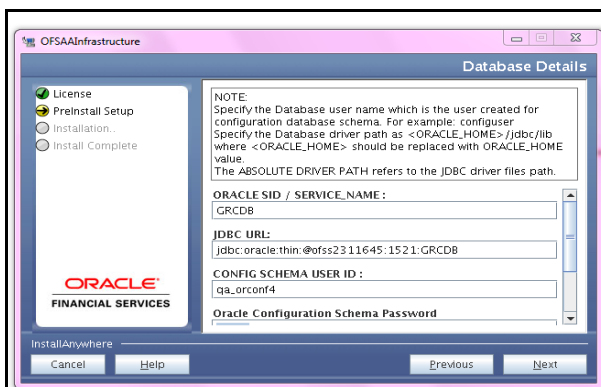 OFSAAInfrastructure
Database Details
License
PreInstall Setup
Installation..
Install Complete
ORACLE®
FINANCIAL SERVICES
NOTE:
Specify the Database user name which is the user created for
configuration database schema. For example: configuser
Specify the Database driver path as <ORACLE_HOME>/jdbc/lib
where <ORACLE_HOME> should be replaced with ORACLE_HOME
value.
The ABSOLUTE DRIVER PATH refers to the JDBC driver files path.
ORACLE SID / SERVICE_NAME :
GRCDB
JDBC URL:
jdbc:oracle:thin:@ofss2311645:1521:GRCDB
CONFIG SCHEMA USER ID :
qa_orconf4
Oracle Configuration Schema Password
InstallAnywhere
Cancel
Help
Previous
Next